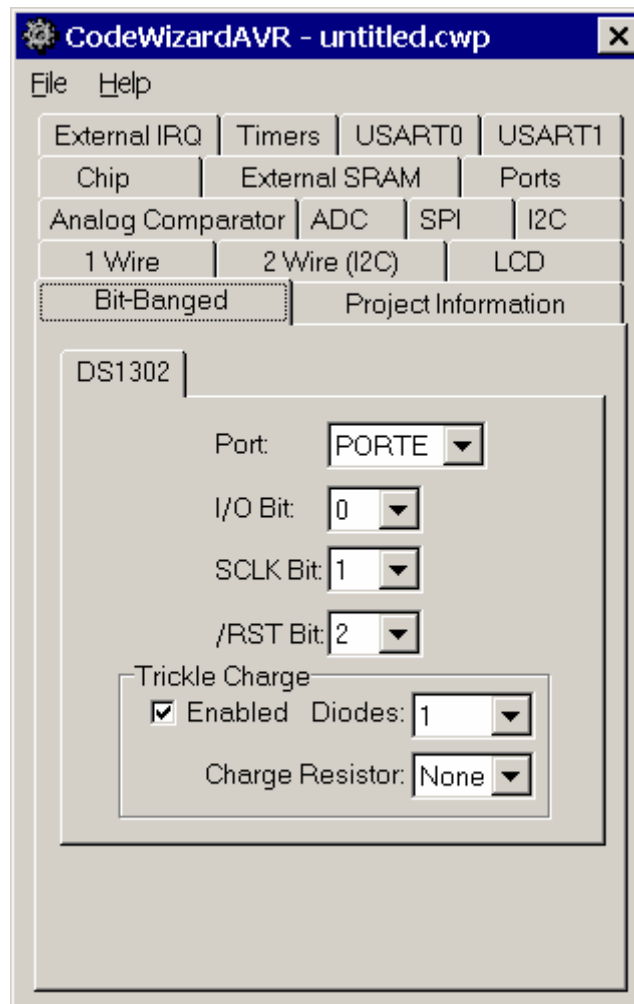 CodeWizardAVR - untitled.cwp
File Help
External IRQ Timers USART0 USART1
Chip External SRAM Ports
Analog Comparator ADC SPI I2C
1 Wire 2 Wire (I2C) LCD
Bit-Banged Project Information
DS1302
Port: PORTE
I/O Bit: 0
SCLK Bit: 1
/RST Bit: 2
Trickle Charge
Enabled Diodes: 1
Charge Resistor: None